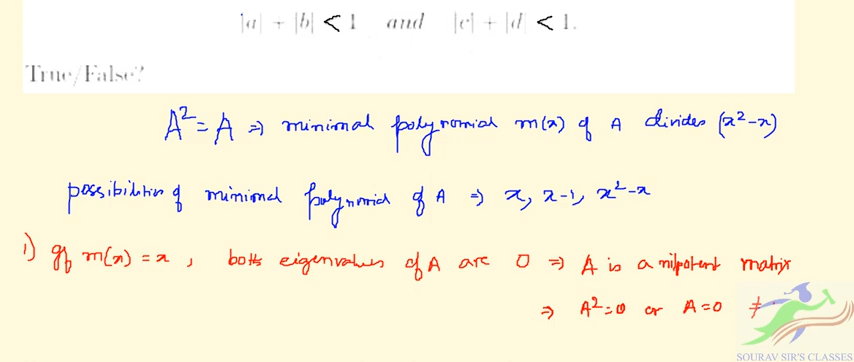 |a| + |b| < 1 and |c| + |d| < 1.
True/False?
A² = A ⇒ minimal polynomial m(x) of A divides (x²-x)
possibilities of minimal polynomial of A ⇒ x, x-1, x²-x
1) If m(x) = x, both eigenvalues of A are 0 ⇒ A is a nilpotent matrix
⇒ A²=0 or A=0 ≠
SOURAV SIR'S CLASSES